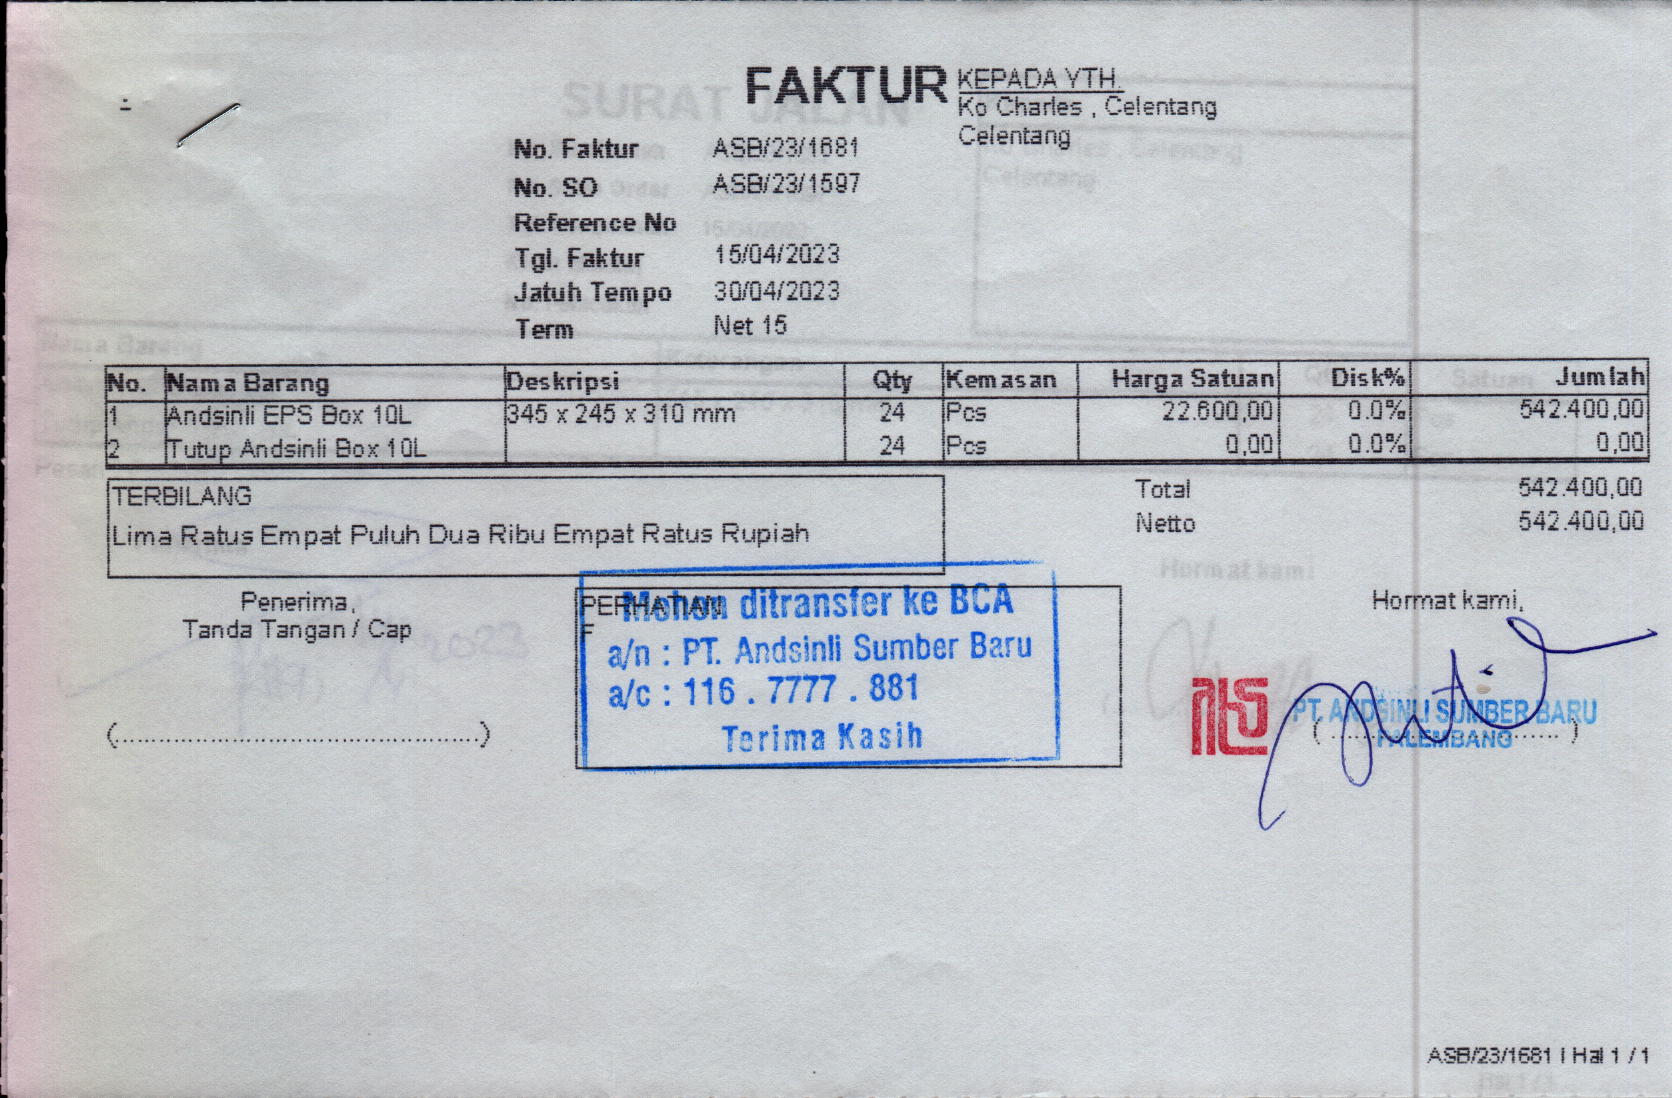 FAKTUR
KEPADA YTH.
Ko Charles , Celentang
Celentang
No. Faktur ASB/23/1681
No. SO ASB/23/1597
Reference No
Tgl. Faktur 15/04/2023
Jatuh Tempo 30/04/2023
Term Net 15
No. Nama Barang Deskripsi Qty Kemasan Harga Satuan Disk% Jumlah
1 Andsinli EPS Box 10L 345 x 245 x 310 mm 24 Pcs 22.600,00 0.0% 542.400,00
2 Tutup Andsinli Box 10L 24 Pcs 0,00 0.0% 0,00
TERBILANG
Lima Ratus Empat Puluh Dua Ribu Empat Ratus Rupiah
Total 542.400,00
Netto 542.400,00
Penerima,
Tanda Tangan / Cap
(....................................................)
PERHATIAN
F
Mohon ditransfer ke BCA
a/n : PT. Andsinli Sumber Baru
a/c : 116 . 7777 . 881
Terima Kasih
Hormat kami,
PT. ANDSINLI SUMBER BARU
PALEMBANG
ASB/23/1681 | Hal 1 / 1